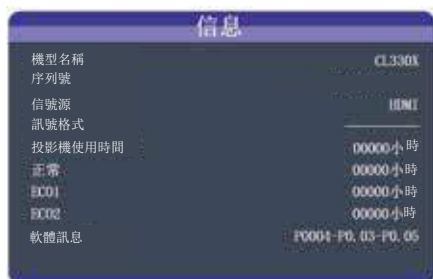 信息
機型名稱 CL330X
序列號
信號源 HDMI
訊號格式
投影機使用時間 00000小時
正常 00000小時
ECO1 00000小時
ECO2 00000小時
軟體訊息 P0004-P0.03-P0.05